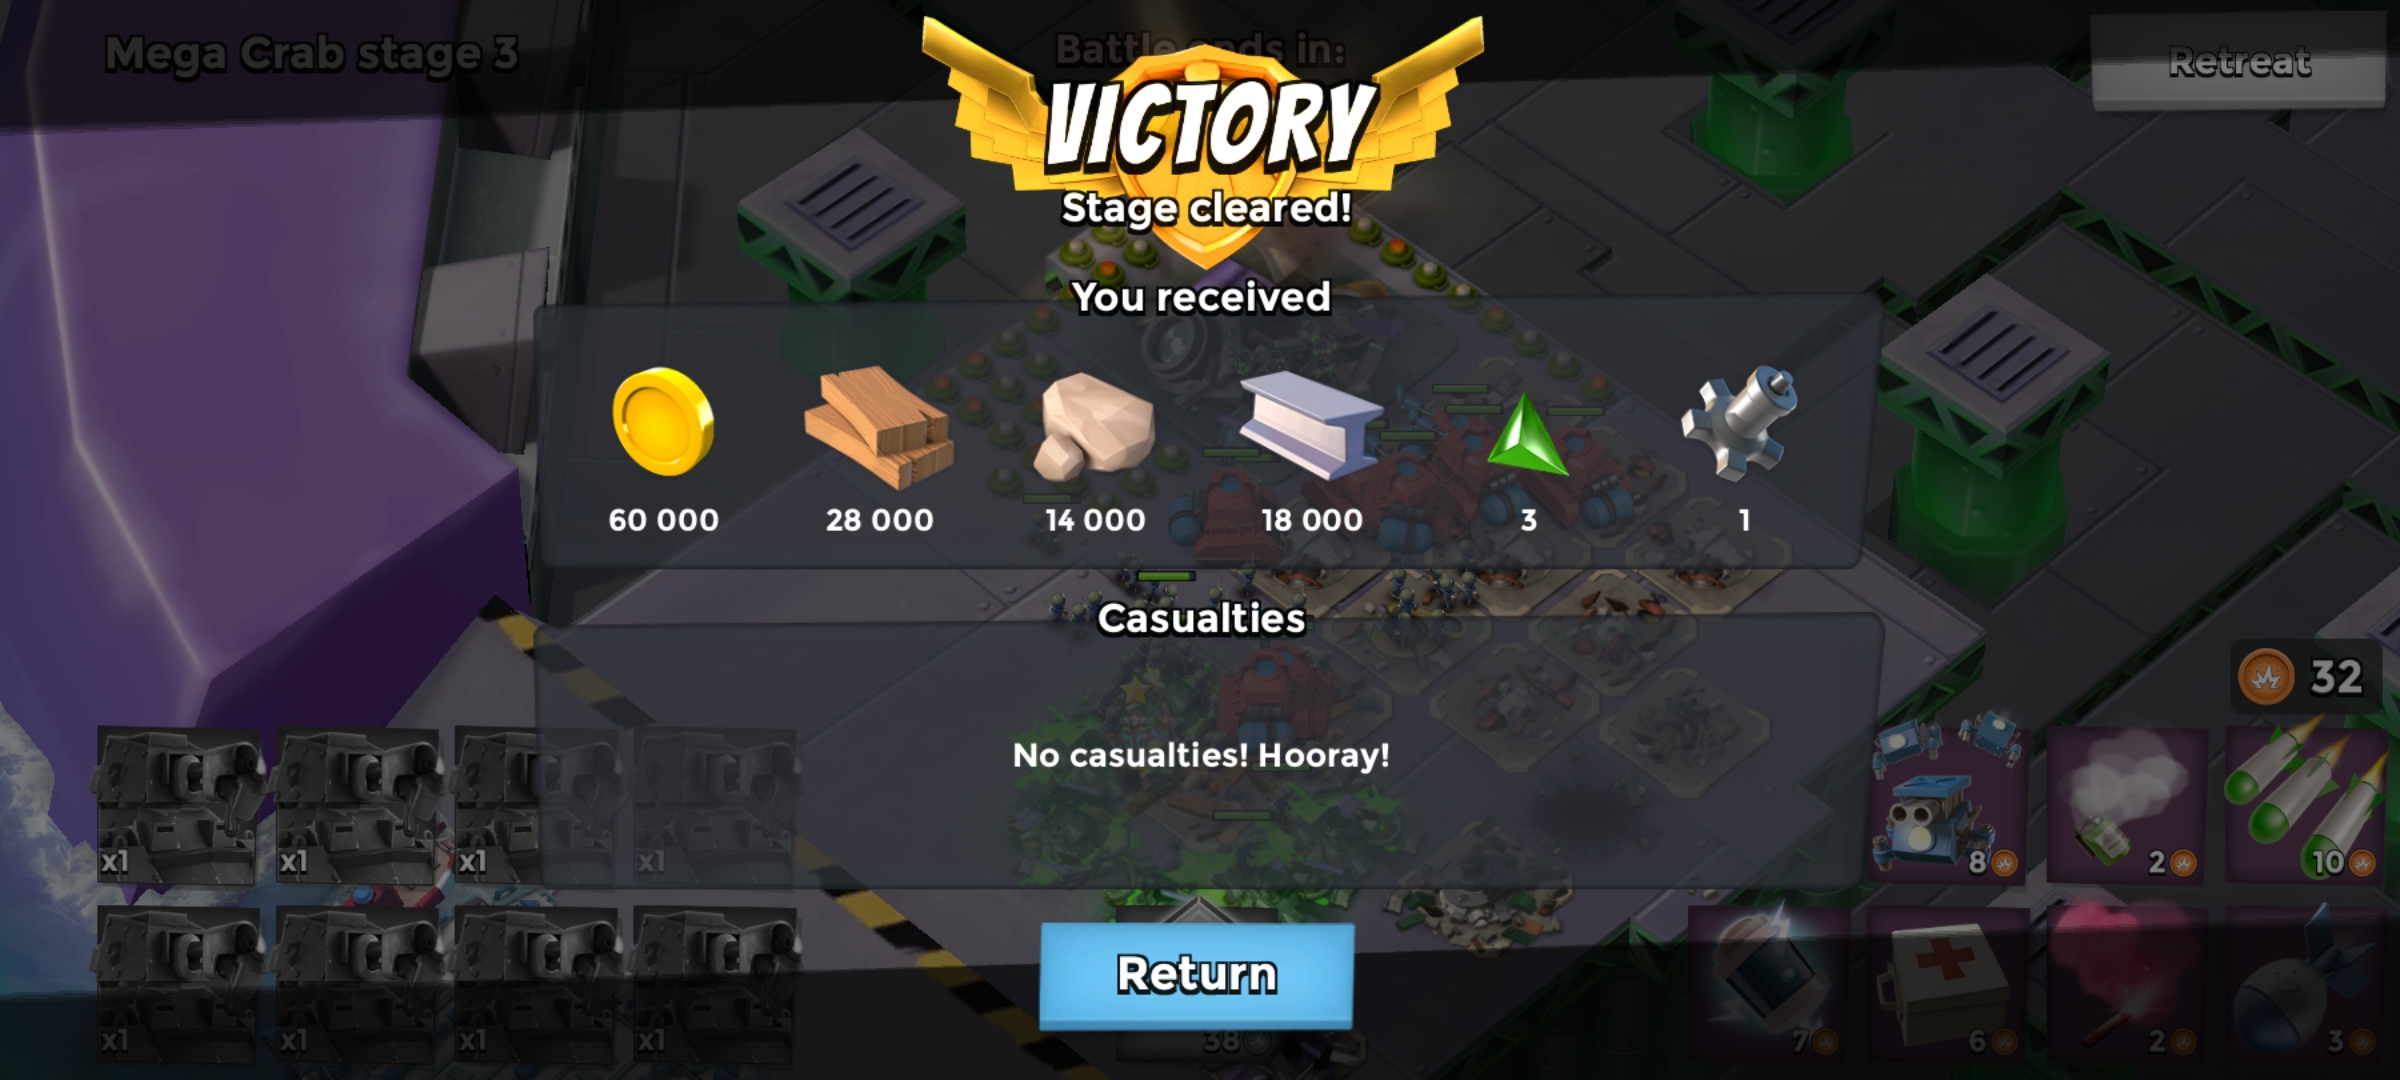 Mega Crab stage 3
Battle ends in:
Retreat
VICTORY
Stage cleared!
You received
60 000
28 000
14 000
18 000
3
1
Casualties
No casualties! Hooray!
32
x1
x1
x1
x1
8
2
10
Return
x1
x1
x1
x1
38
7
6
2
3